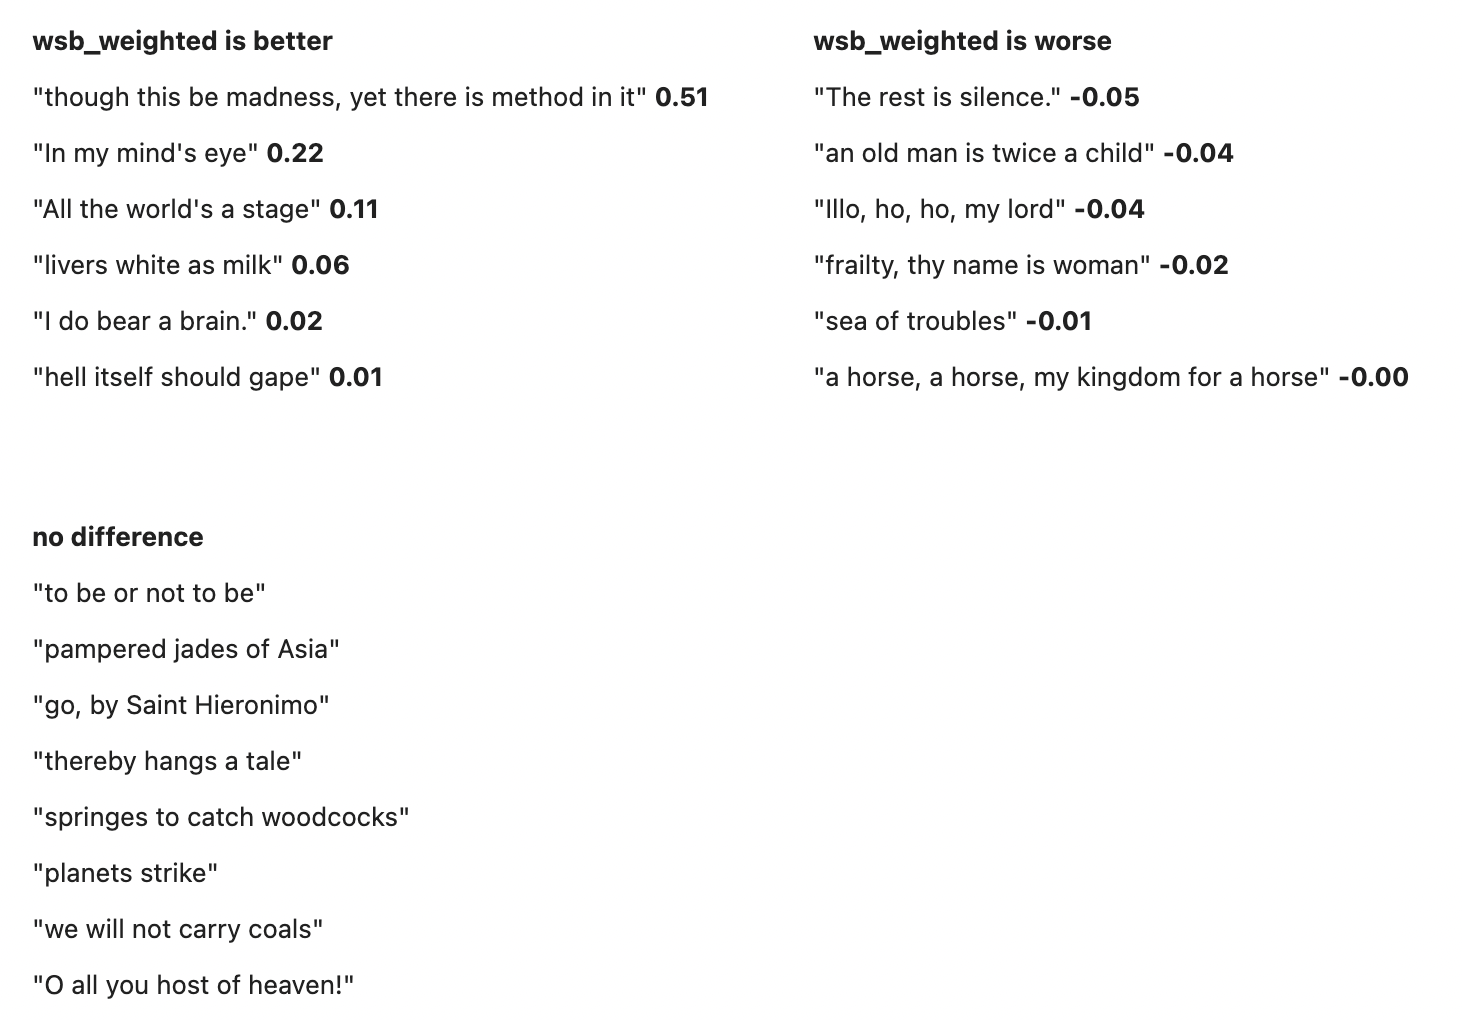 wsb_weighted is better
"though this be madness, yet there is method in it" 0.51
"In my mind's eye" 0.22
"All the world's a stage" 0.11
"livers white as milk" 0.06
"I do bear a brain." 0.02
"hell itself should gape" 0.01
wsb_weighted is worse
"The rest is silence." -0.05
"an old man is twice a child" -0.04
"Illo, ho, ho, my lord" -0.04
"frailty, thy name is woman" -0.02
"sea of troubles" -0.01
"a horse, a horse, my kingdom for a horse" -0.00
no difference
"to be or not to be"
"pampered jades of Asia"
"go, by Saint Hieronimo"
"thereby hangs a tale"
"springes to catch woodcocks"
"planets strike"
"we will not carry coals"
"O all you host of heaven!"